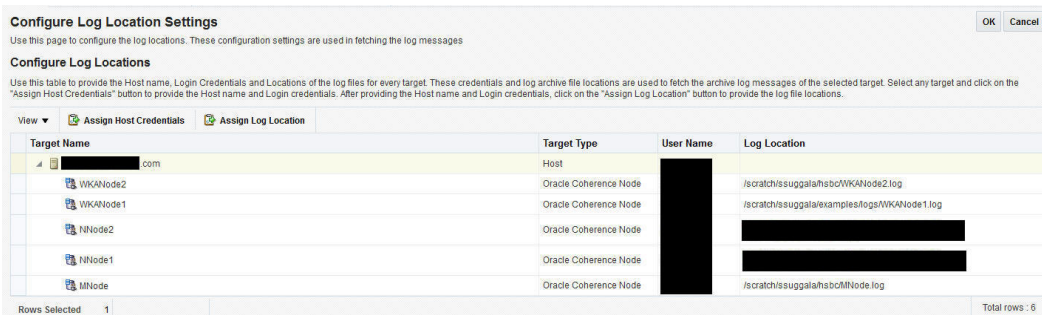 Configure Log Location Settings
OK Cancel
Use this page to configure the log locations. These configuration settings are used in fetching the log messages
Configure Log Locations
Use this table to provide the Host name, Login Credentials and Locations of the log files for every target. These credentials and log archive file locations are used to fetch the archive log messages of the selected target. Select any target and click on the
"Assign Host Credentials" button to provide the Host name and Login credentials. After providing the Host name and Login credentials, click on the "Assign Log Location" button to provide the log file locations.
View Assign Host Credentials Assign Log Location
Target Name Target Type User Name Log Location
.com Host
WKANode2 Oracle Coherence Node /scratch/ssuggala/hsbc/WKANode2.log
WKANode1 Oracle Coherence Node /scratch/ssuggala/examples/logs/WKANode1.log
NNode2 Oracle Coherence Node
NNode1 Oracle Coherence Node
MNode Oracle Coherence Node /scratch/ssuggala/hsbc/MNode.log
Rows Selected 1 Total rows : 6